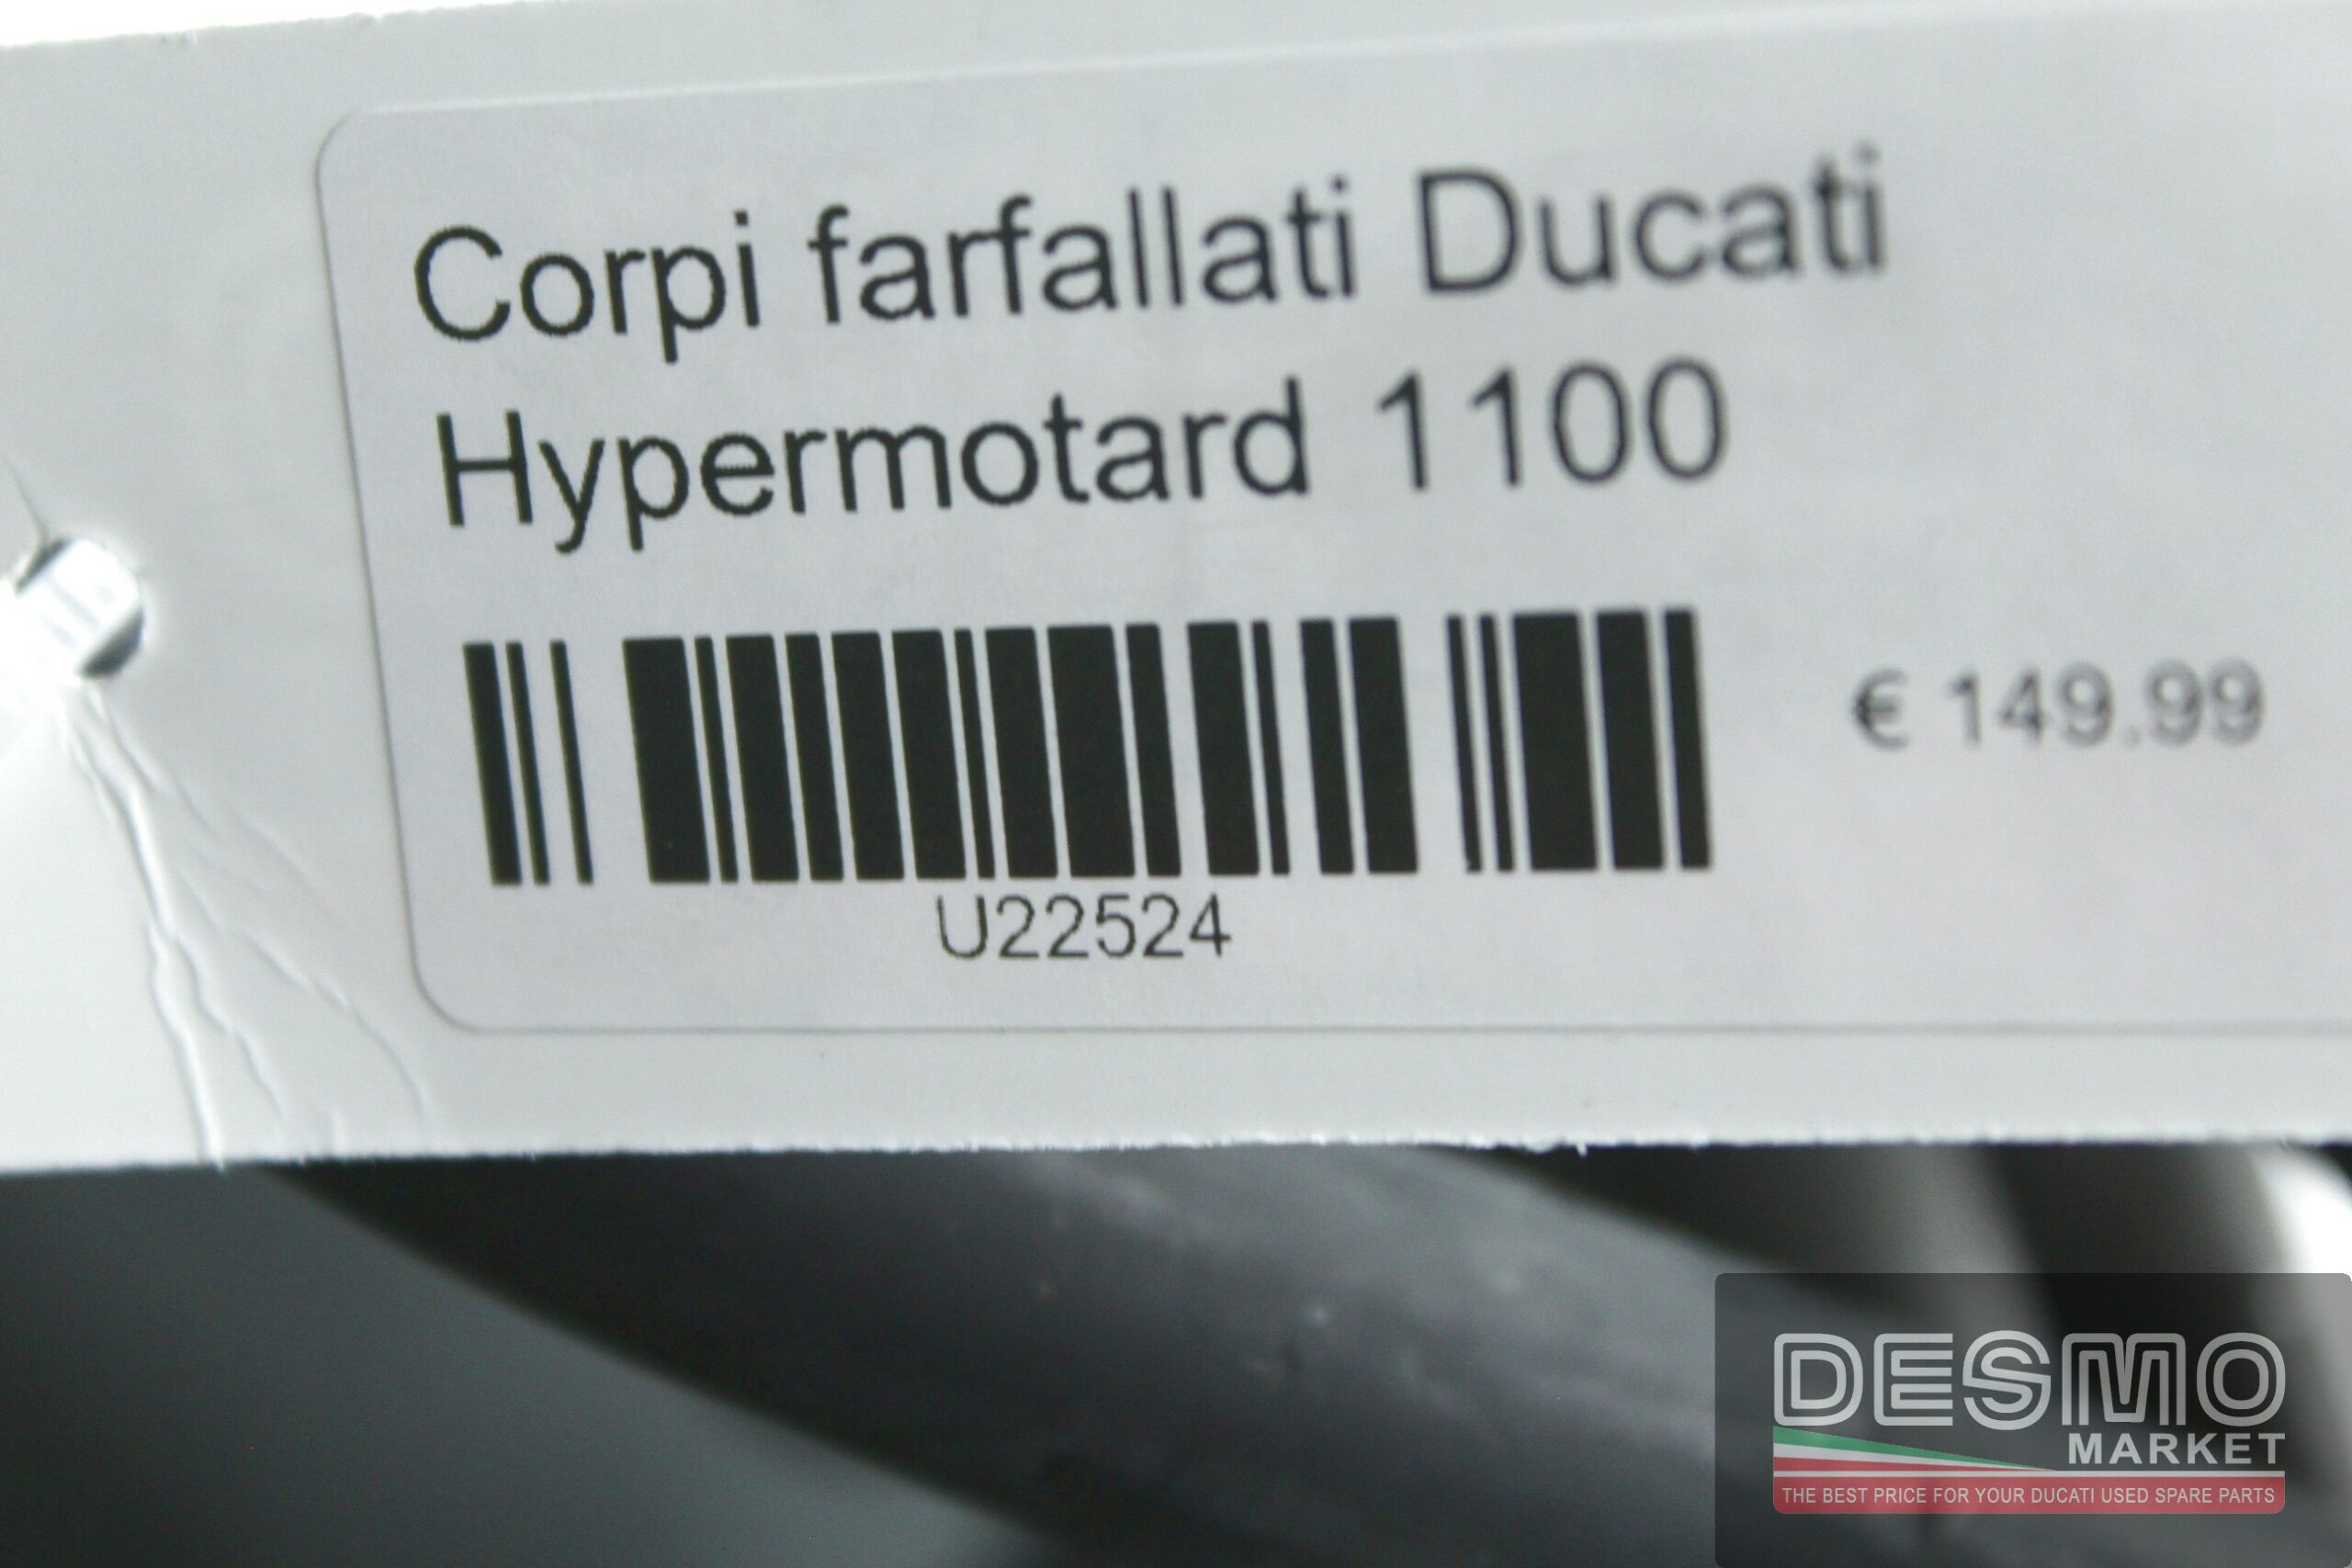 Corpi farfallati Ducati
Hypermotard 1100
€ 149.99
U22524
DESMO
MARKET
THE BEST PRICE FOR YOUR DUCATI USED SPARE PARTS